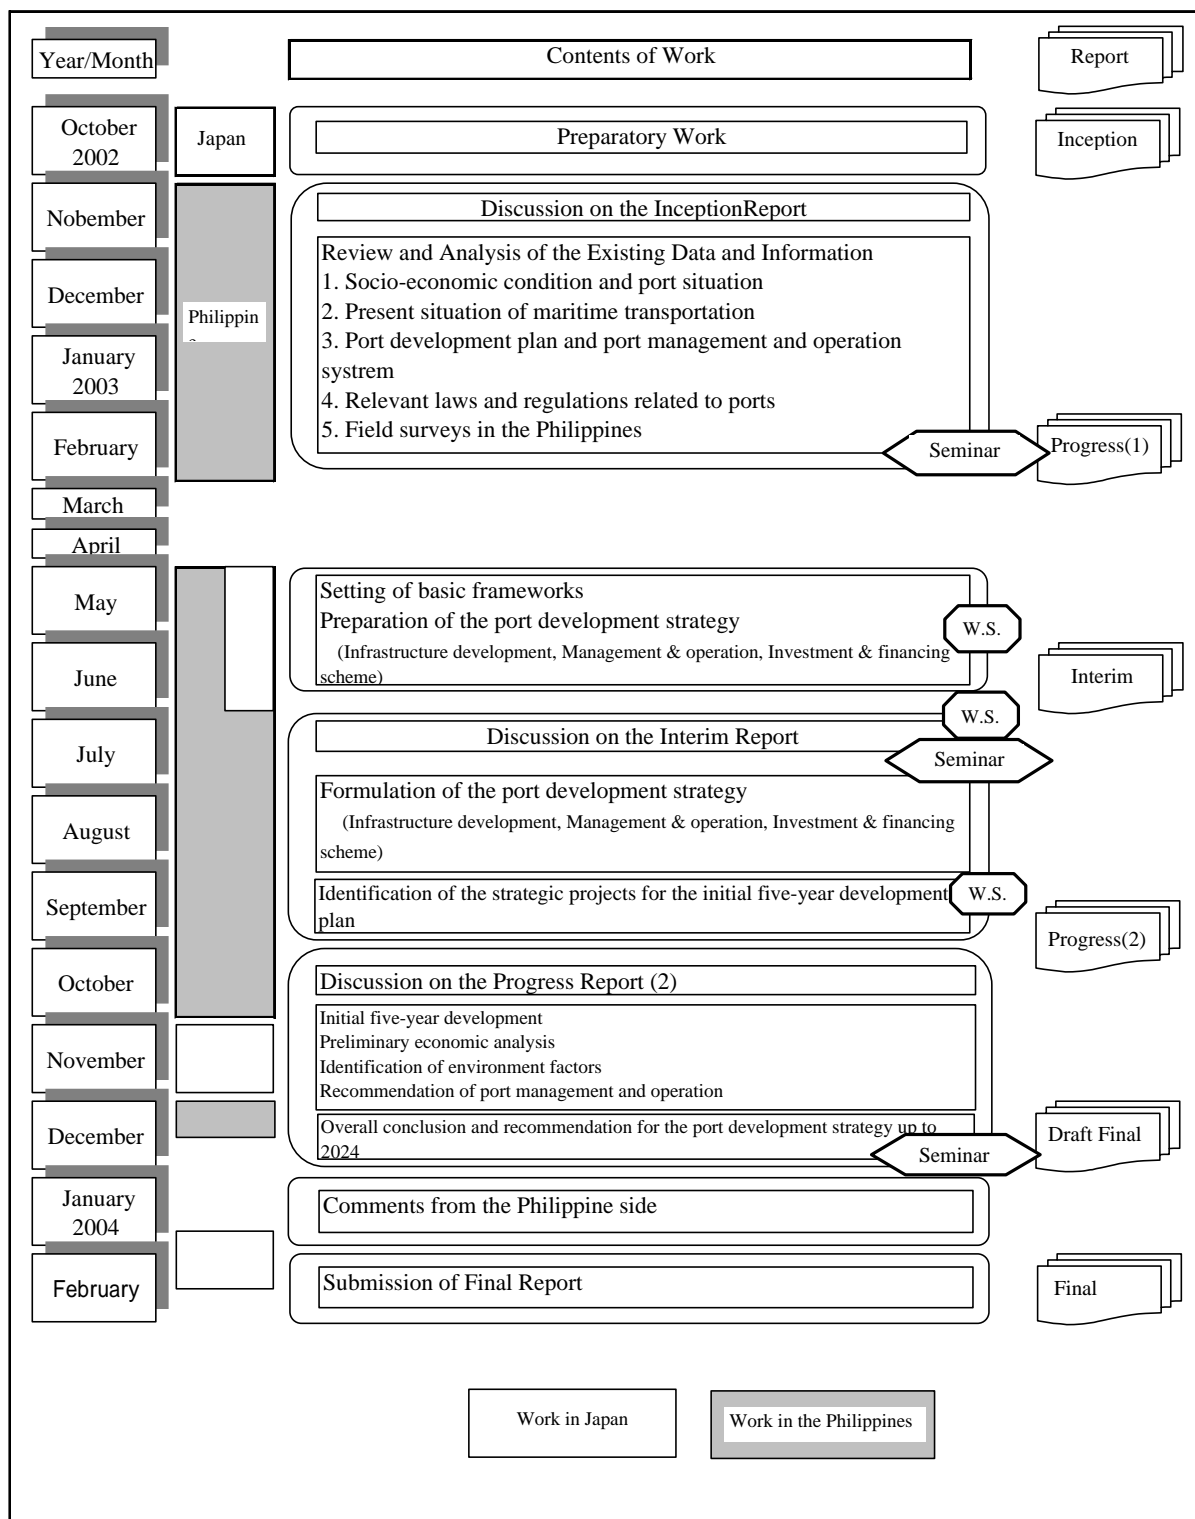 Year/Month
Contents of Work
Report
October
2002
Japan
Preparatory Work
Inception
Nobember
Discussion on the InceptionReport
December
Philippin
January
2003
February
Review and Analysis of the Existing Data and Information
1. Socio-economic condition and port situation
2. Present situation of maritime transportation
3. Port development plan and port management and operation
systrem
4. Relevant laws and regulations related to ports
5. Field surveys in the Philippines
Seminar
Progress(1)
March
April
May
Setting of basic frameworks
Preparation of the port development strategy
(Infrastructure development, Management & operation, Investment & financing
scheme)
W.S.
June
Interim
W.S.
July
Discussion on the Interim Report
Seminar
August
Formulation of the port development strategy
(Infrastructure development, Management & operation, Investment & financing
scheme)
September
Identification of the strategic projects for the initial five-year development
plan
W.S.
Progress(2)
October
Discussion on the Progress Report (2)
November
Initial five-year development
Preliminary economic analysis
Identification of environment factors
Recommendation of port management and operation
December
Overall conclusion and recommendation for the port development strategy up to
2024
Seminar
Draft Final
January
2004
Comments from the Philippine side
February
Submission of Final Report
Final
Work in Japan
Work in the Philippines